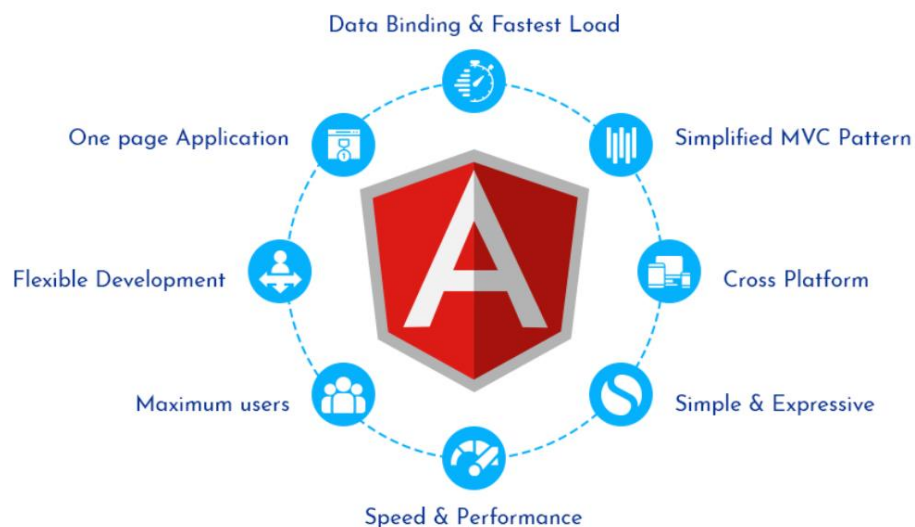 Data Binding & Fastest Load
One page Application
Simplified MVC Pattern
Flexible Development
Cross Platform
Maximum users
Simple & Expressive
Speed & Performance